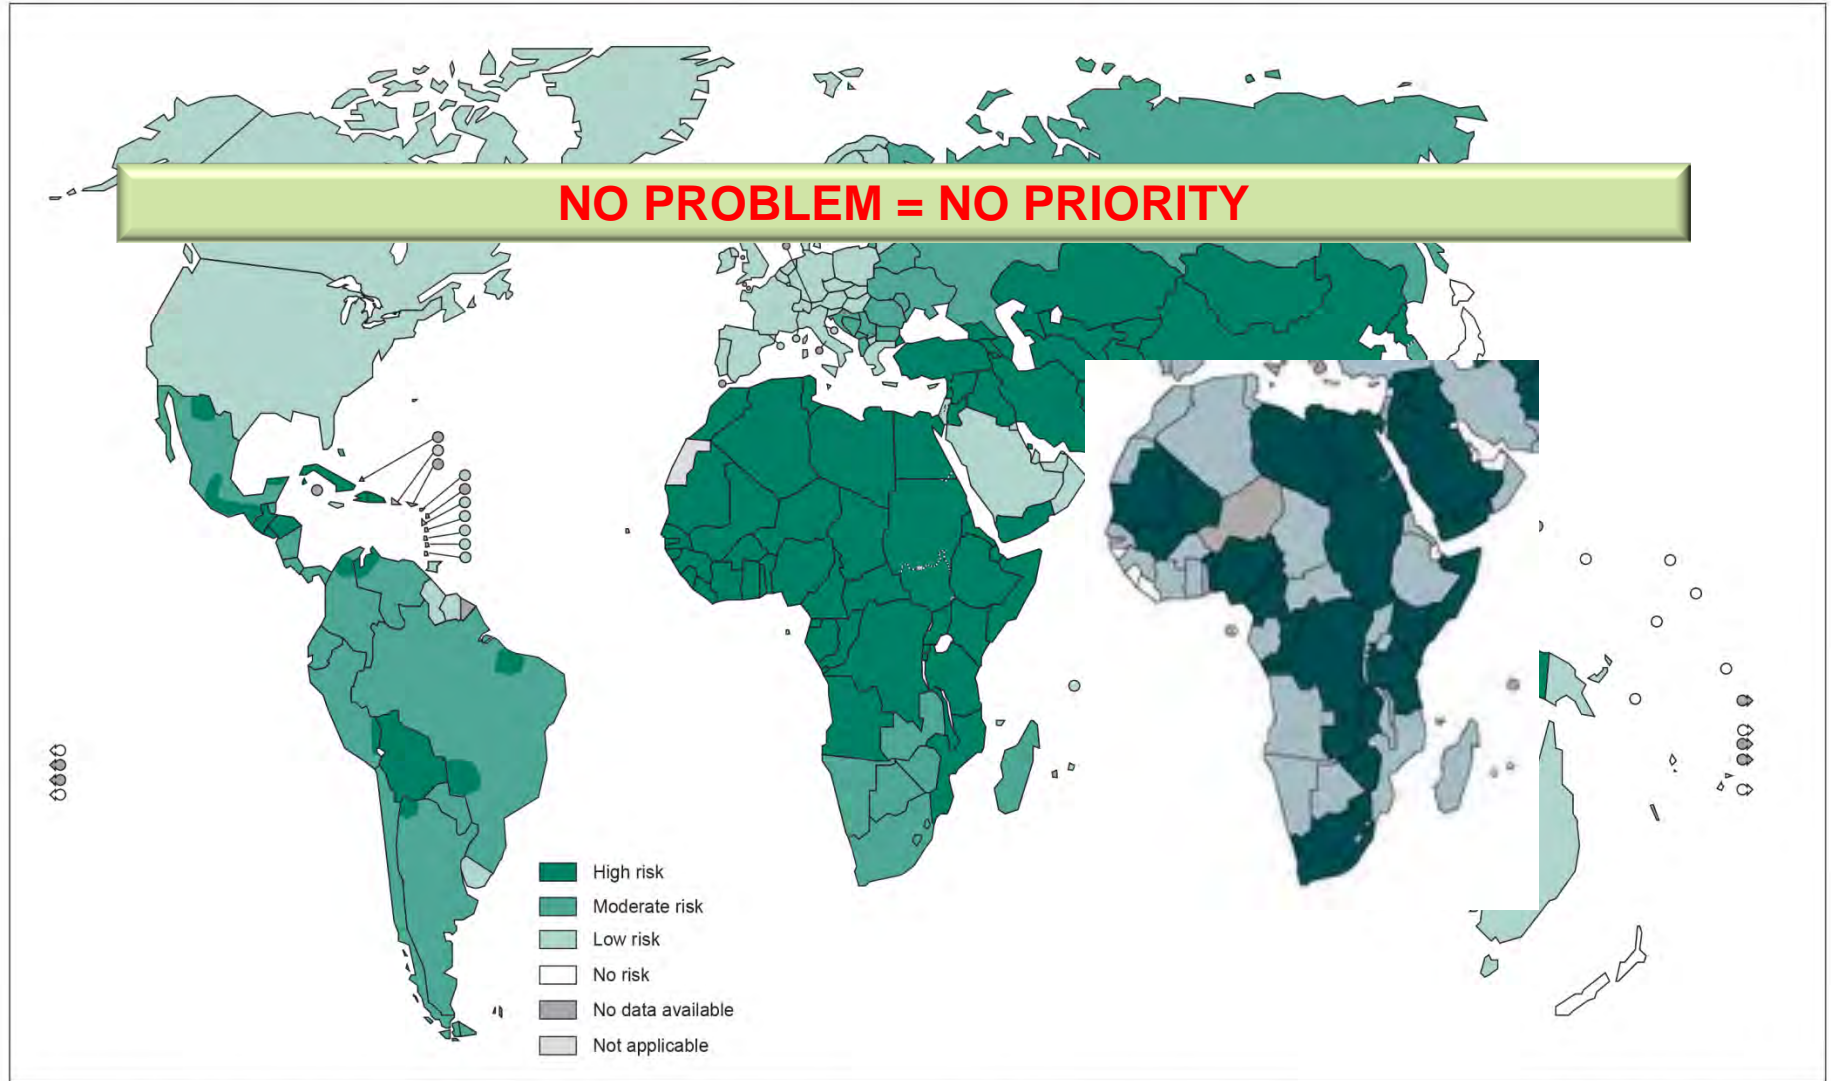 NO PROBLEM = NO PRIORITY
High risk
Moderate risk
Low risk
No risk
No data available
Not applicable